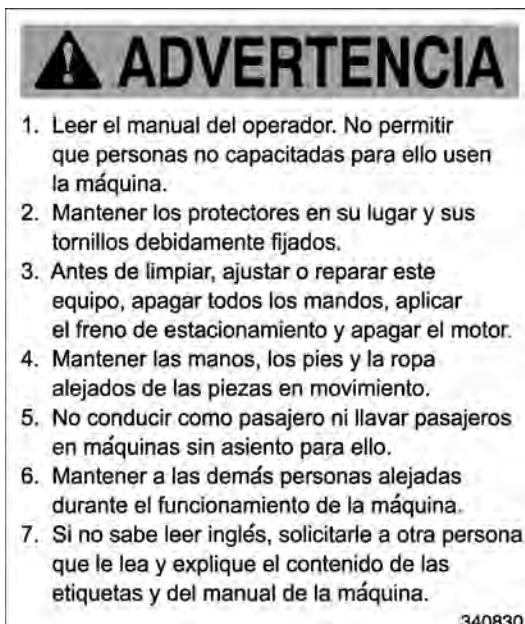 ADVERTENCIA
1. Leer el manual del operador. No permitir
que personas no capacitadas para ello usen
la máquina.
2. Mantener los protectores en su lugar y sus
tornillos debidamente fijados.
3. Antes de limpiar, ajustar o reparar este
equipo, apagar todos los mandos, aplicar
el freno de estacionamiento y apagar el motor.
4. Mantener las manos, los pies y la ropa
alejados de las piezas en movimiento.
5. No conducir como pasajero ni llavar pasajeros
en máquinas sin asiento para ello.
6. Mantener a las demás personas alejadas
durante el funcionamiento de la máquina.
7. Si no sabe leer inglés, solicitarle a otra persona
que le lea y explique el contenido de las
etiquetas y del manual de la máquina.
340830